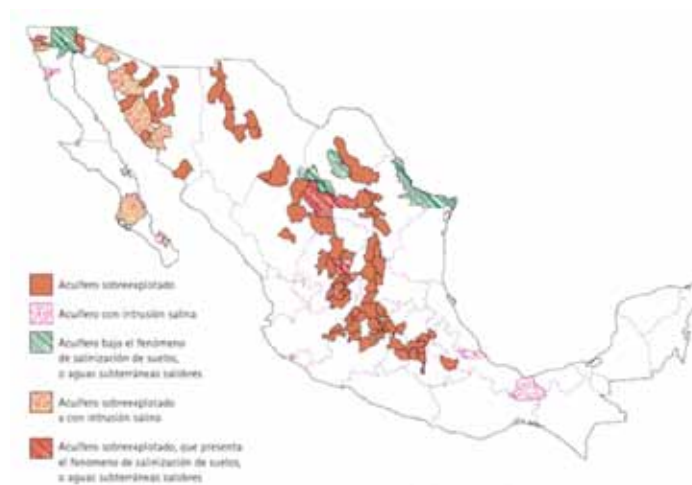 Acuífero sobreexplotado
Acuífero con intrusión salina
Acuífero bajo el fenómeno
de salinización de suelos,
o aguas subterráneas salobres
Acuífero sobreexplotado
y con intrusión salina
Acuífero sobreexplotado, que presenta
el fenómeno de salinización de suelos,
o aguas subterráneas salobres